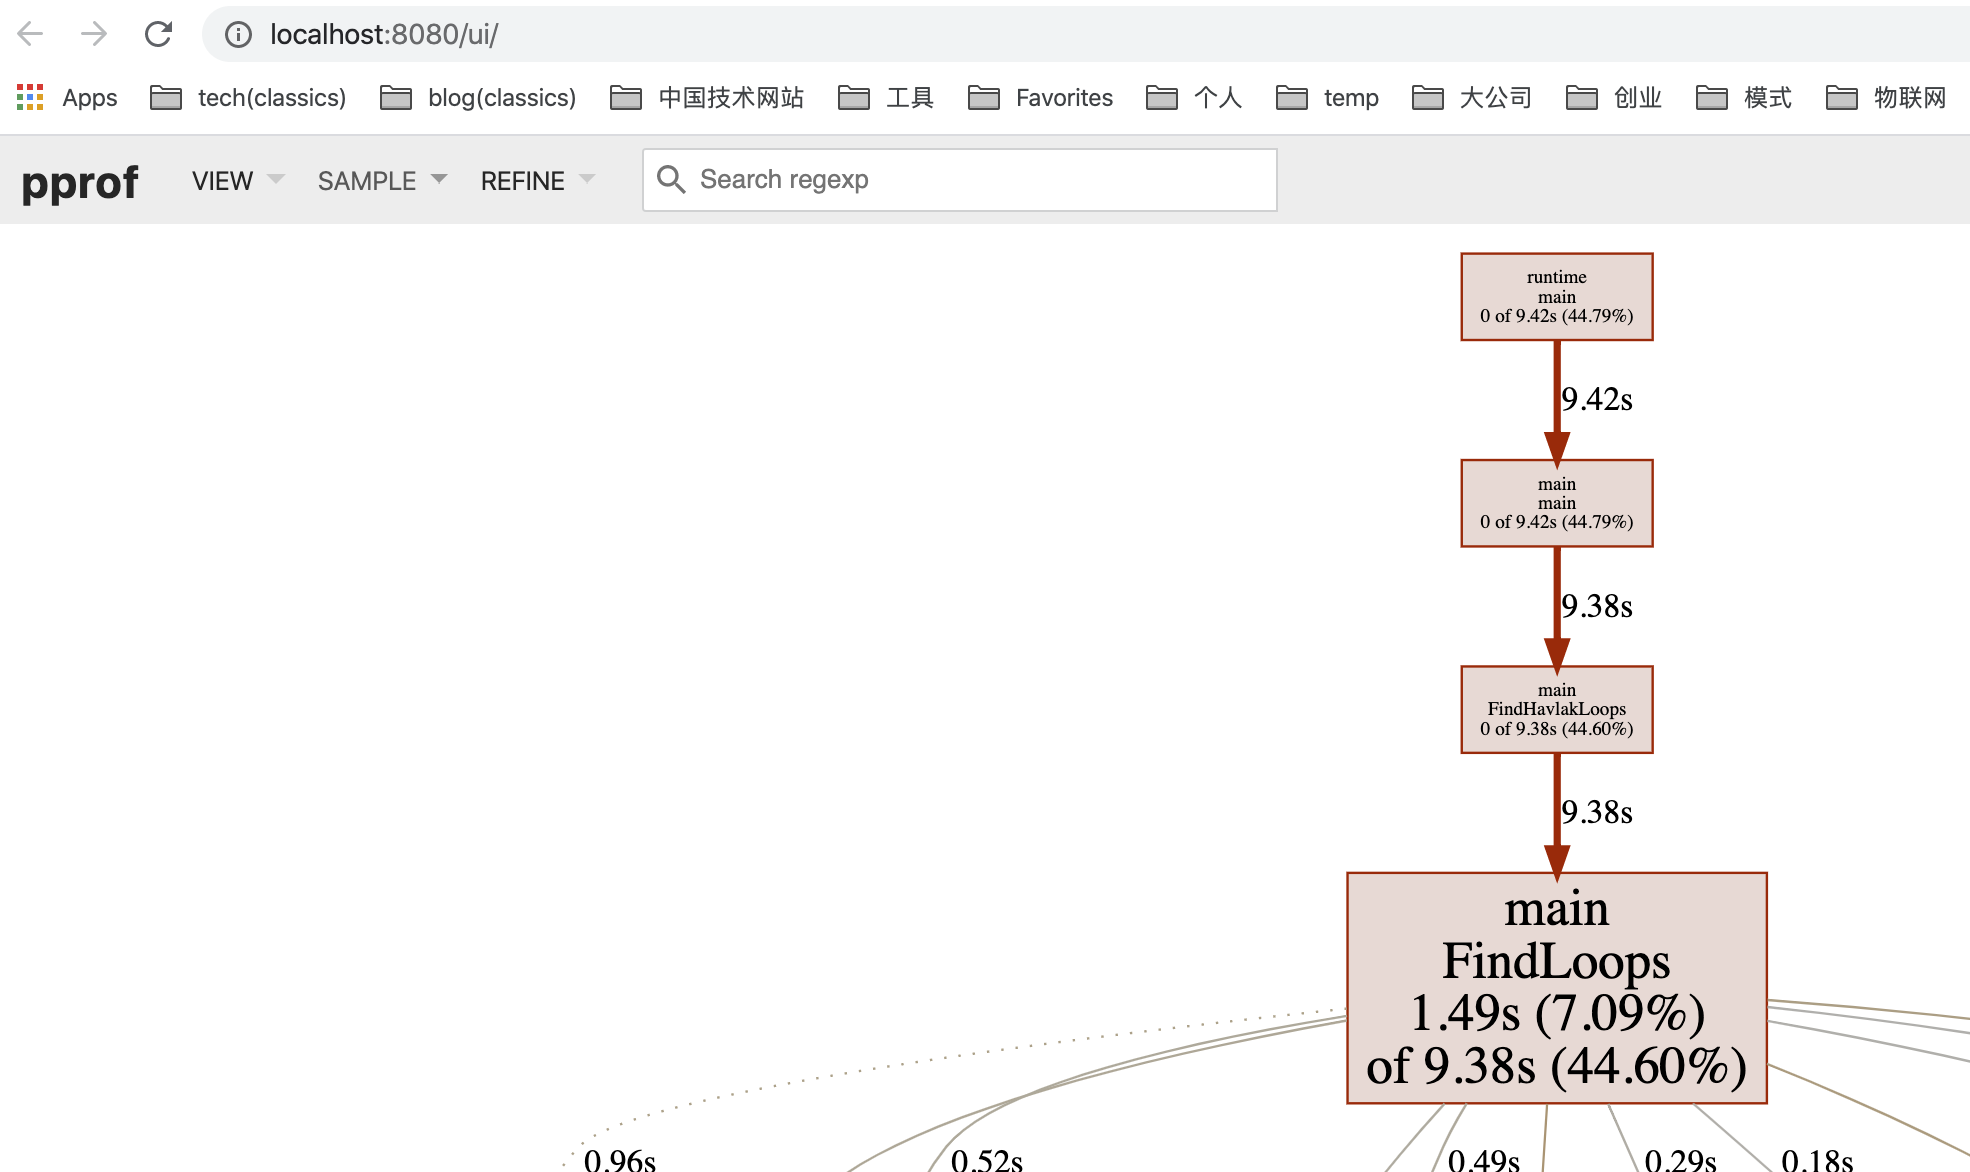 localhost:8080/ui/
Apps tech(classics) blog(classics) 中国技术网站 工具 Favorites 个人 temp 大公司 创业 模式 物联网
pprof VIEW SAMPLE REFINE Search regexp
runtime
main
0 of 9.42s (44.79%)
9.42s
main
main
0 of 9.42s (44.79%)
9.38s
main
FindHavlakLoops
0 of 9.38s (44.60%)
9.38s
main
FindLoops
1.49s (7.09%)
of 9.38s (44.60%)
0.96s 0.52s 0.49s 0.29s 0.18s